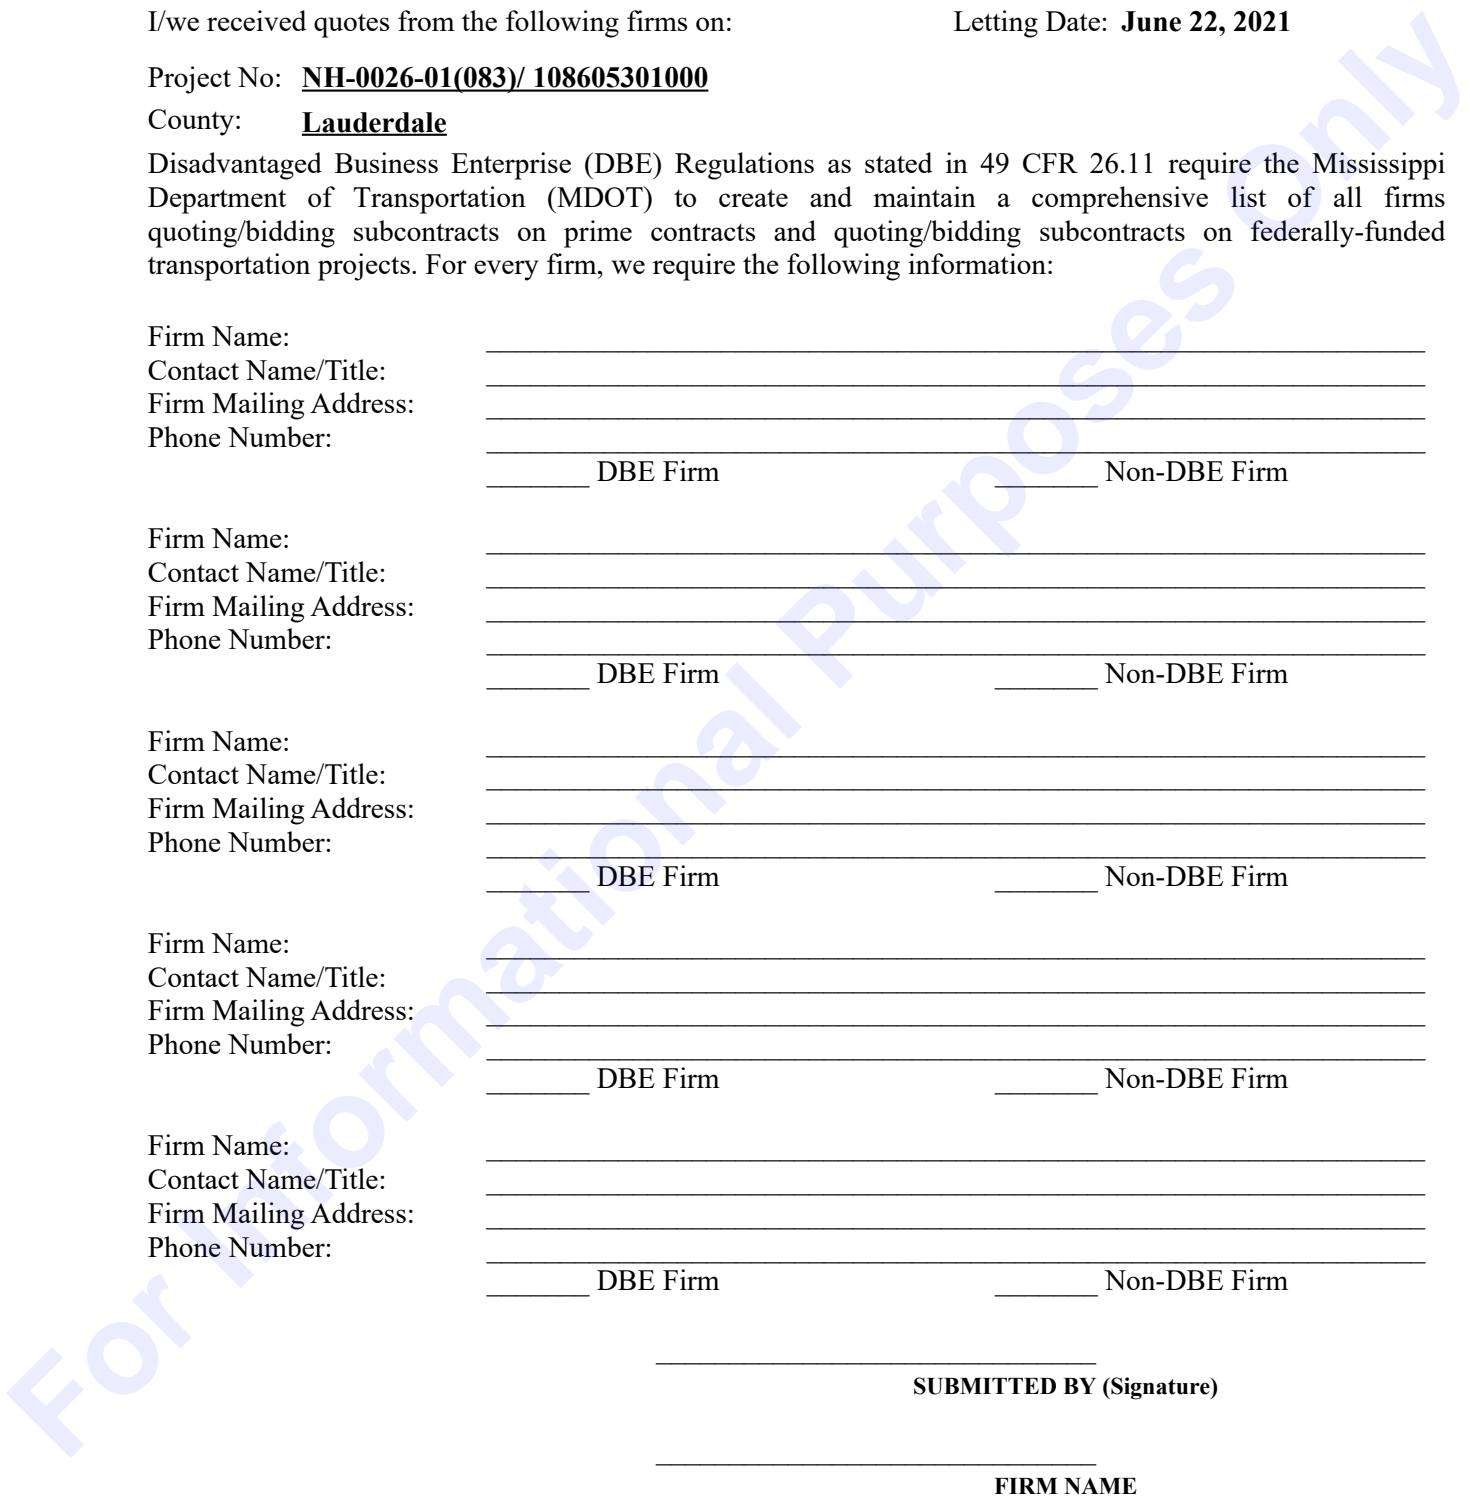 I/we received quotes from the following firms on: Letting Date: June 22, 2021
Project No: NH-0026-01(083)/ 108605301000
County: Lauderdale
Disadvantaged Business Enterprise (DBE) Regulations as stated in 49 CFR 26.11 require the Mississippi
Department of Transportation (MDOT) to create and maintain a comprehensive list of all firms
quoting/bidding subcontracts on prime contracts and quoting/bidding subcontracts on federally-funded
transportation projects. For every firm, we require the following information:
Firm Name:
Contact Name/Title:
Firm Mailing Address:
Phone Number:
DBE Firm Non-DBE Firm
Firm Name:
Contact Name/Title:
Firm Mailing Address:
Phone Number:
DBE Firm Non-DBE Firm
Firm Name:
Contact Name/Title:
Firm Mailing Address:
Phone Number:
DBE Firm Non-DBE Firm
Firm Name:
Contact Name/Title:
Firm Mailing Address:
Phone Number:
DBE Firm Non-DBE Firm
Firm Name:
Contact Name/Title:
Firm Mailing Address:
Phone Number:
DBE Firm Non-DBE Firm
SUBMITTED BY (Signature)
FIRM NAME
For Informational Purposes Only